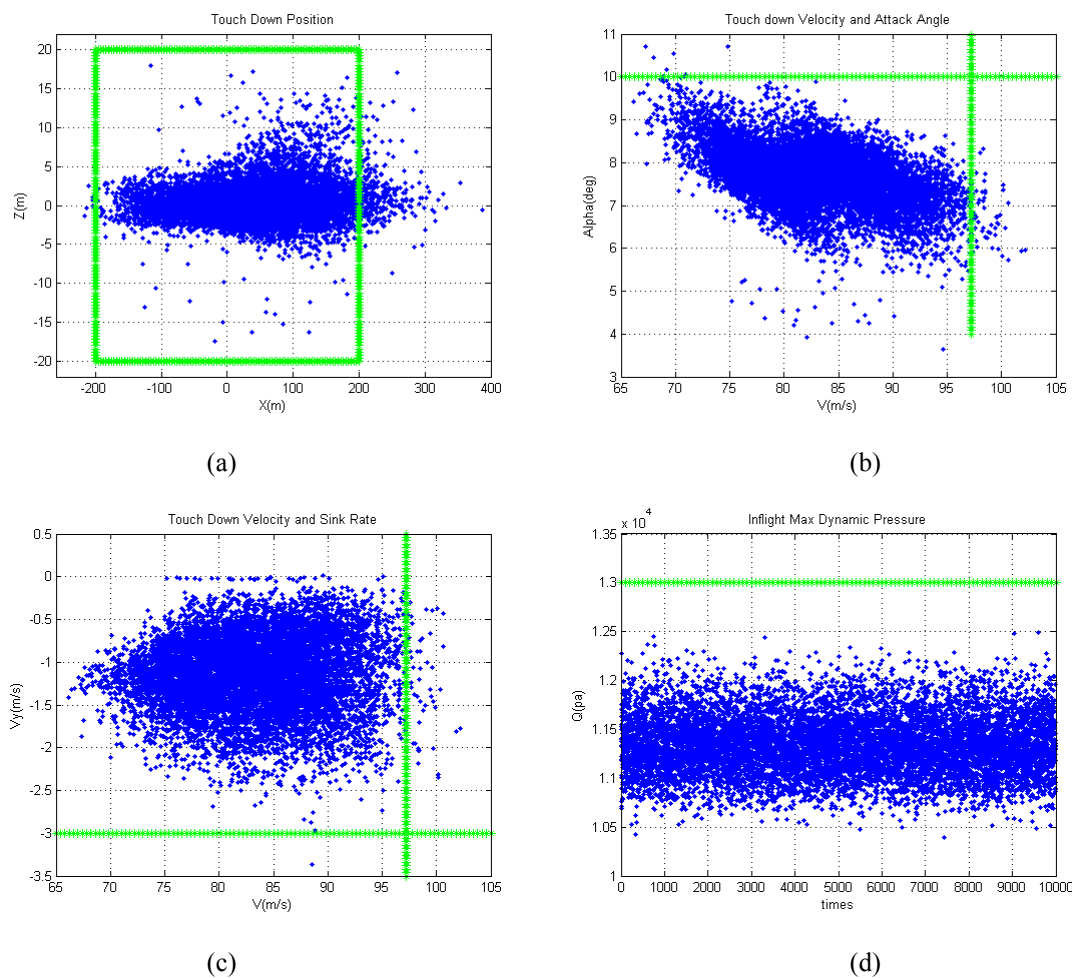 Touch Down Position
20
15
10
5
0
-5
-10
-15
-20
Z(m)
-200 -100 0 100 200 300 400
X(m)
(a)
Touch down Velocity and Attack Angle
11
10
9
8
7
6
5
4
3
Alpha(deg)
65 70 75 80 85 90 95 100 105
V(m/s)
(b)
Touch Down Velocity and Sink Rate
0.5
0
-0.5
-1
-1.5
-2
-2.5
-3
-3.5
Vy(m/s)
65 70 75 80 85 90 95 100 105
V(m/s)
(c)
Inflight Max Dynamic Pressure
x 10^4
1.35
1.3
1.25
1.2
1.15
1.1
1.05
1
Q(pa)
0 1000 2000 3000 4000 5000 6000 7000 8000 9000 10000
times
(d)